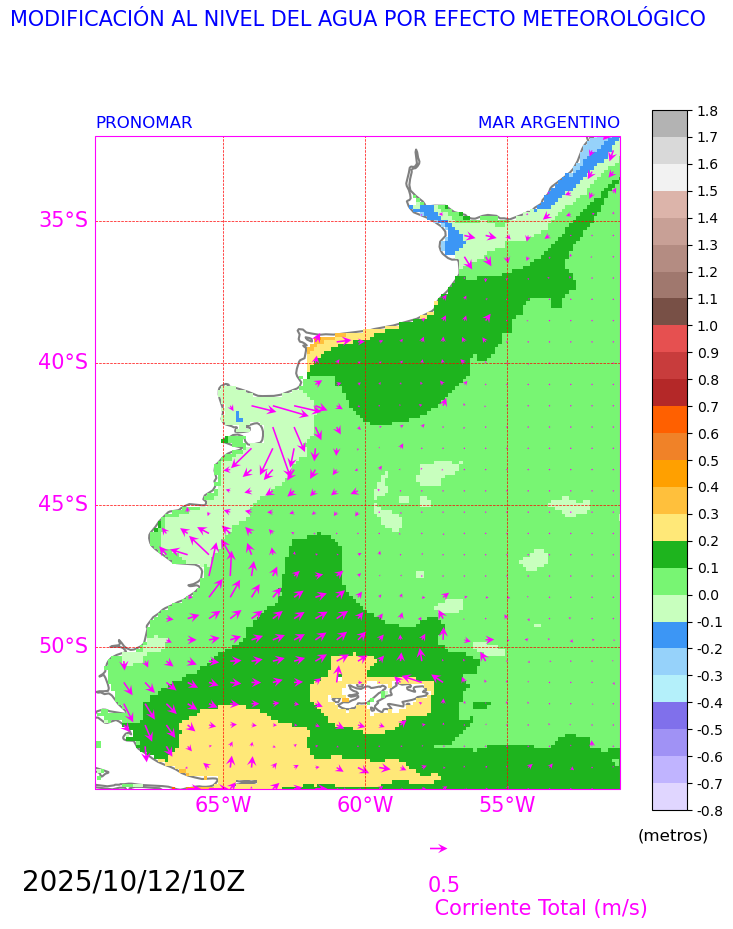 MODIFICACIÓN AL NIVEL DEL AGUA POR EFECTO METEOROLÓGICO
PRONOMAR
MAR ARGENTINO
35°S
40°S
45°S
50°S
65°W
60°W
55°W
1.8
1.7
1.6
1.5
1.4
1.3
1.2
1.1
1.0
0.9
0.8
0.7
0.6
0.5
0.4
0.3
0.2
0.1
0.0
-0.1
-0.2
-0.3
-0.4
-0.5
-0.6
-0.7
-0.8
(metros)
2025/10/12/10Z
0.5
Corriente Total (m/s)